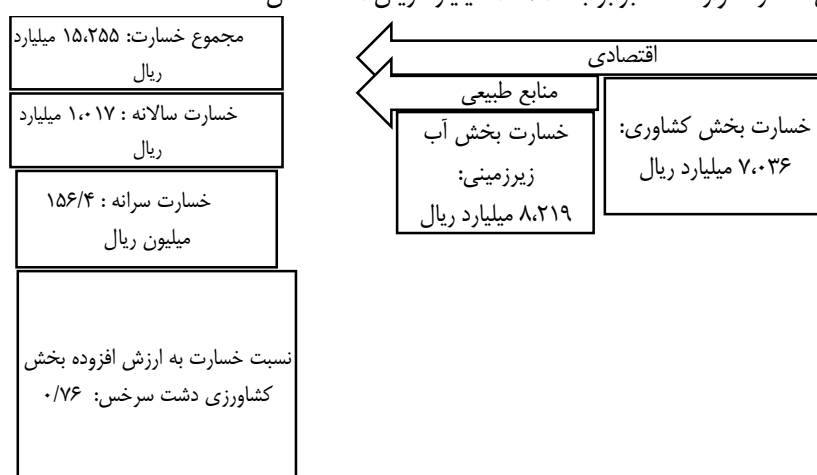 اقتصادی
منابع طبیعی
خسارت بخش کشاوری:
۷،۰۳۶ میلیارد ریال
خسارت بخش آب
زیرزمینی:
۸،۲۱۹ میلیارد ریال
مجموع خسارت: ۱۵،۲۵۵ میلیارد
ریال
خسارت سالانه : ۱،۰۱۷ میلیارد
ریال
خسارت سرانه : ۱۵۶/۴
میلیون ریال
نسبت خسارت به ارزش افزوده بخش
کشاورزی دشت سرخس: ۰/۷۶